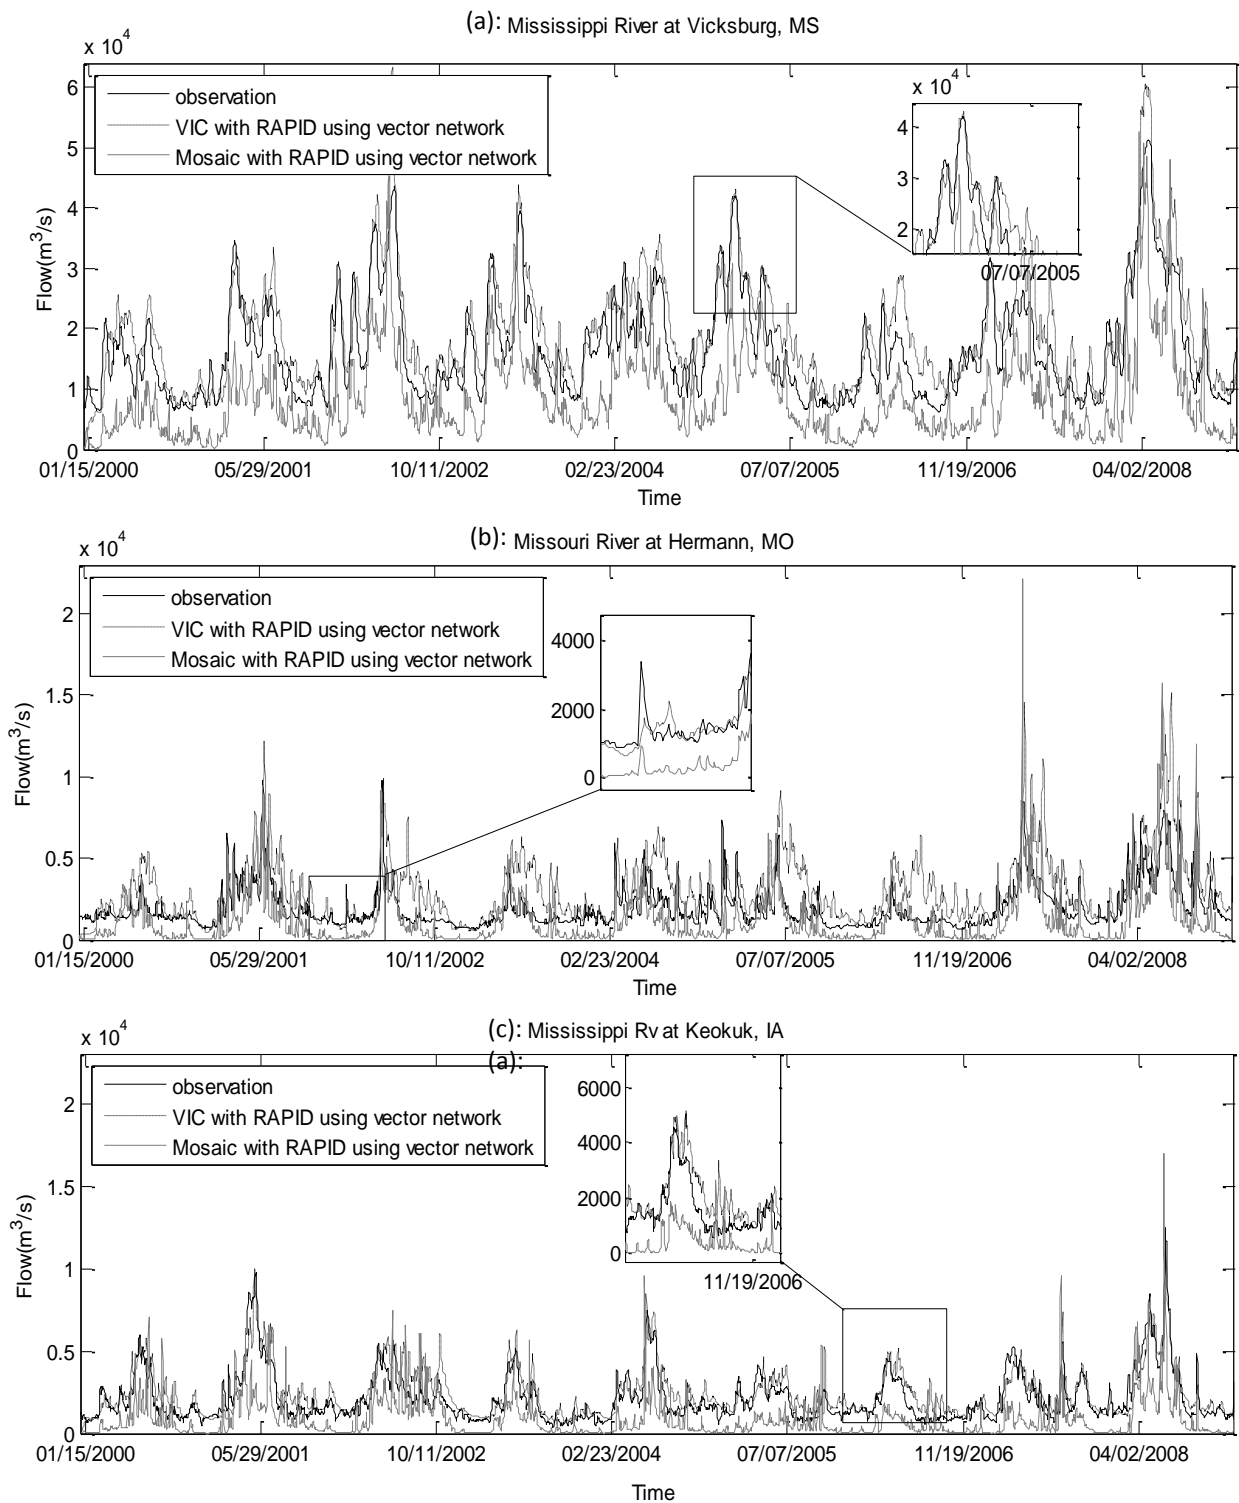 (a): Mississippi River at Vicksburg, MS
x 10^4
6
5
4
3
2
1
0
Flow(m^3/s)
observation
VIC with RAPID using vector network
Mosaic with RAPID using vector network
x 10^4
4
3
2
07/07/2005
01/15/2000 05/29/2001 10/11/2002 02/23/2004 07/07/2005 11/19/2006 04/02/2008
Time
(b): Missouri River at Hermann, MO
x 10^4
2
1.5
1
0.5
0
Flow(m^3/s)
observation
VIC with RAPID using vector network
Mosaic with RAPID using vector network
4000
2000
0
01/15/2000 05/29/2001 10/11/2002 02/23/2004 07/07/2005 11/19/2006 04/02/2008
Time
(c): Mississippi Rv at Keokuk, IA
(a):
x 10^4
2
1.5
1
0.5
0
Flow(m^3/s)
observation
VIC with RAPID using vector network
Mosaic with RAPID using vector network
6000
4000
2000
0
11/19/2006
01/15/2000 05/29/2001 10/11/2002 02/23/2004 07/07/2005 11/19/2006 04/02/2008
Time